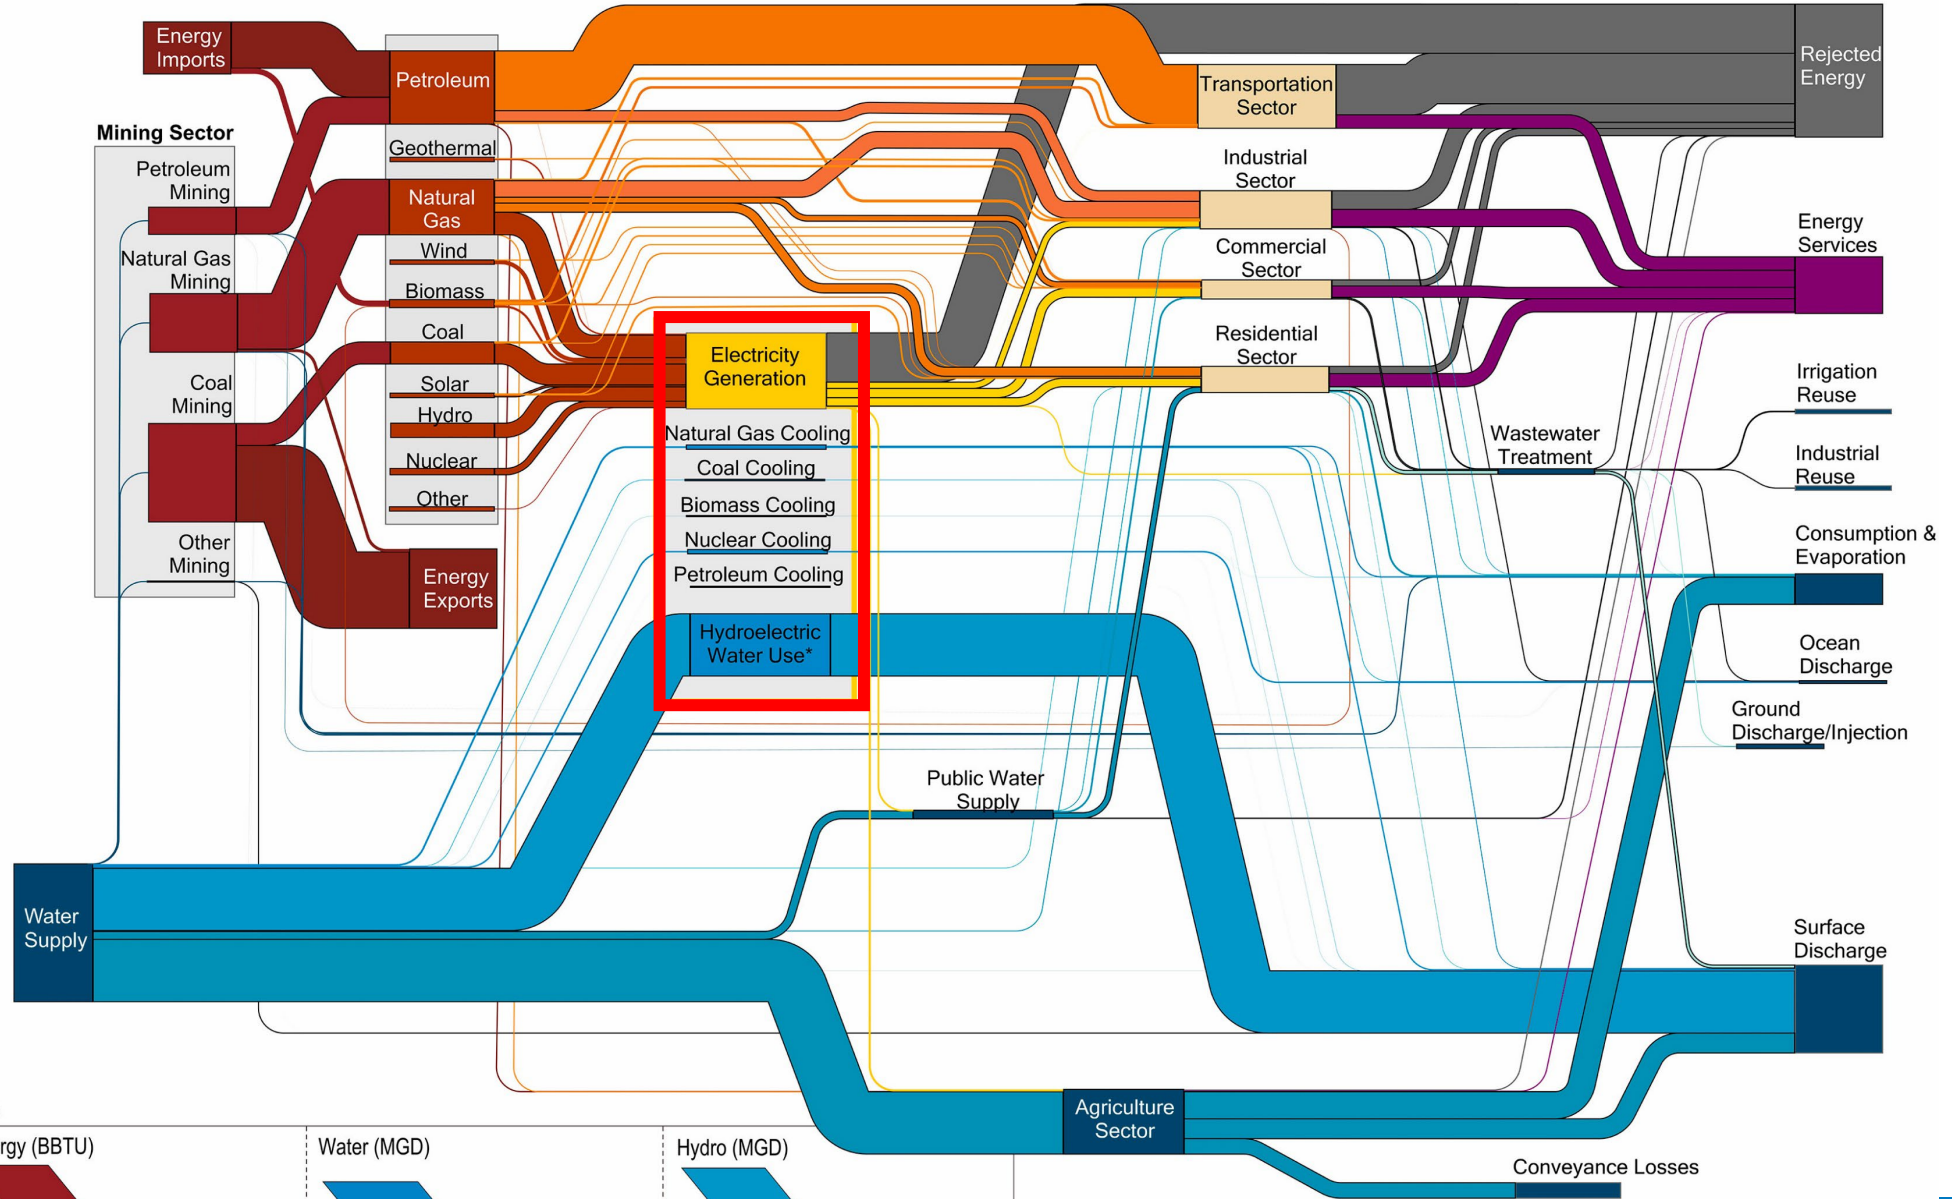 Energy
Imports
Petroleum
Mining Sector
Petroleum
Mining
Geothermal
Natural
Gas
Natural Gas
Mining
Wind
Biomass
Coal
Coal
Mining
Solar
Hydro
Nuclear
Other
Other
Mining
Energy
Exports
Electricity
Generation
Natural Gas Cooling
Coal Cooling
Biomass Cooling
Nuclear Cooling
Petroleum Cooling
Hydroelectric
Water Use*
Transportation
Sector
Industrial
Sector
Commercial
Sector
Residential
Sector
Wastewater
Treatment
Public Water
Supply
Water
Supply
Agriculture
Sector
Rejected
Energy
Energy
Services
Irrigation
Reuse
Industrial
Reuse
Consumption &
Evaporation
Ocean
Discharge
Ground
Discharge/Injection
Surface
Discharge
Conveyance Losses
rgy (BBTU)
Water (MGD)
Hydro (MGD)